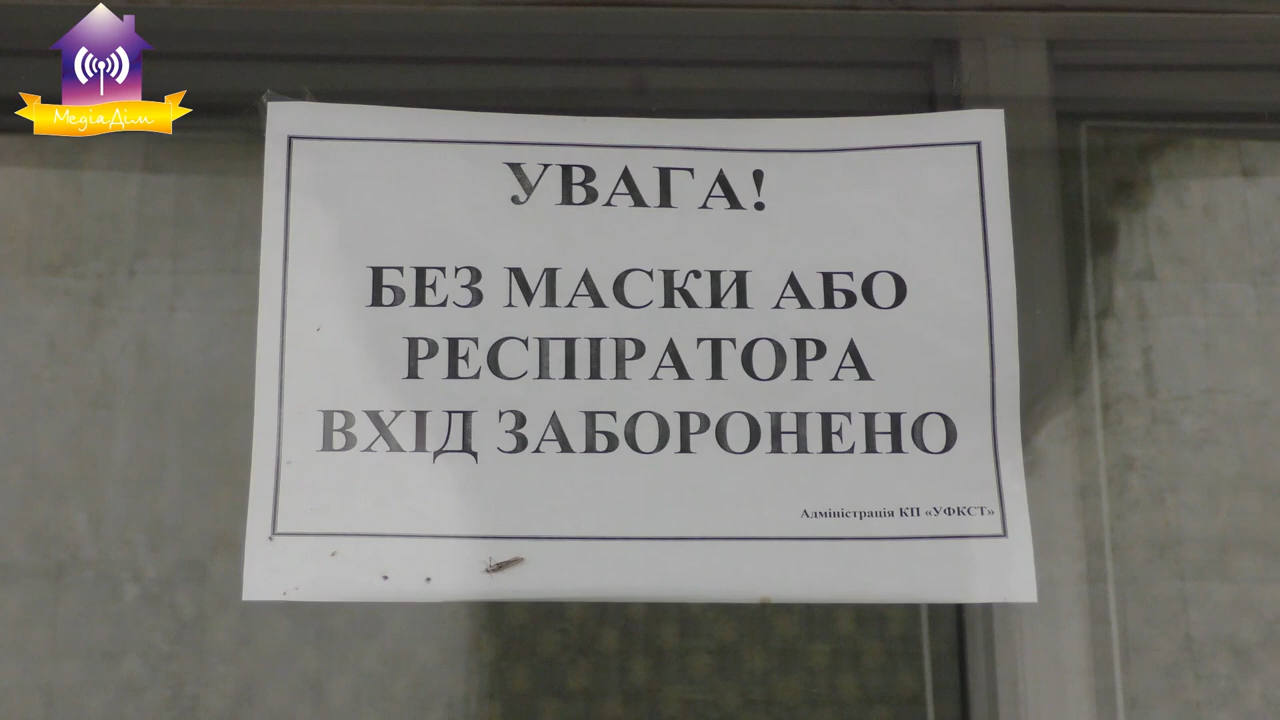 МедіаДім
УВАГА!
БЕЗ МАСКИ АБО
РЕСПІРАТОРА
ВХІД ЗАБОРОНЕНО
Адміністрація КП «УФКСТ»